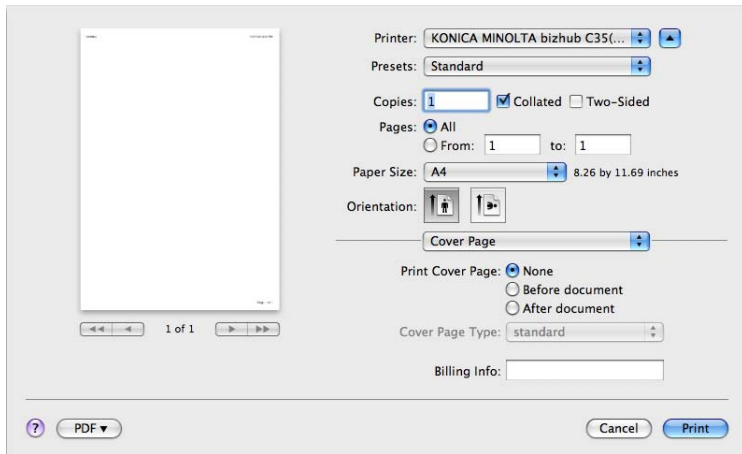 Printer: KONICA MINOLTA bizhub C35(...
Presets: Standard
Copies: 1 Collated Two-Sided
Pages: All
From: 1 to: 1
Paper Size: A4 8.26 by 11.69 inches
Orientation:
Cover Page
Print Cover Page: None
Before document
After document
Cover Page Type: standard
Billing Info:
1 of 1
? PDF Cancel Print